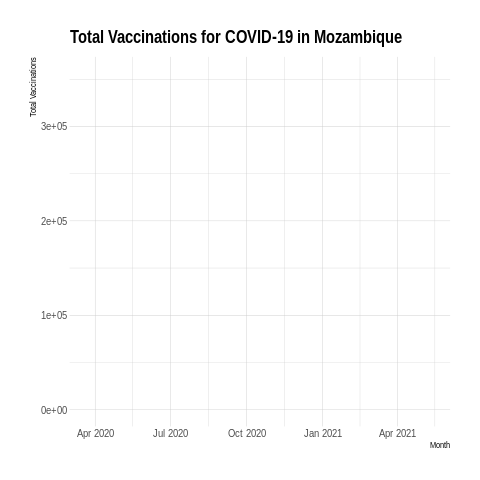 Total Vaccinations for COVID-19 in Mozambique
Total Vaccinations
3e+05
2e+05
1e+05
0e+00
Apr 2020 Jul 2020 Oct 2020 Jan 2021 Apr 2021
Month